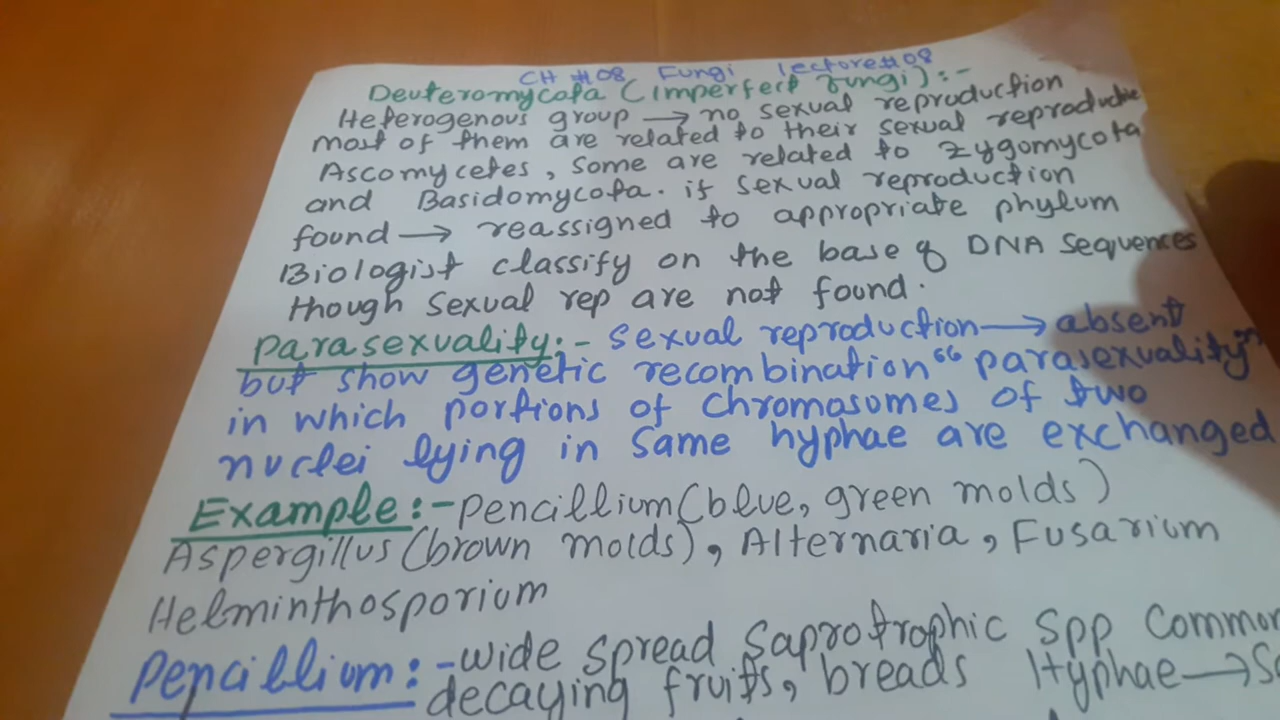 CH #08 Fungi lecture#08
Deuteromycota (imperfect fungi):-
Heterogenous group → no sexual reproduction
most of them are related to their sexual reproductive
Ascomycetes, some are related to zygomycota
and Basidomycota. if sexual reproduction
found → reassigned to appropriate phylum
Biologist classify on the base of DNA sequences
though sexual rep are not found.
Parasexuality:- sexual reproduction → absent
but show genetic recombination "parasexuality"
in which portions of chromosomes of two
nuclei lying in same hyphae are exchanged
Example:- Pencillium (blue, green molds)
Aspergillus (brown molds), Alternaria, Fusarium
Helminthosporium
Pencillium:- wide spread saprotrophic spp common
decaying fruits, breads Hyphae →